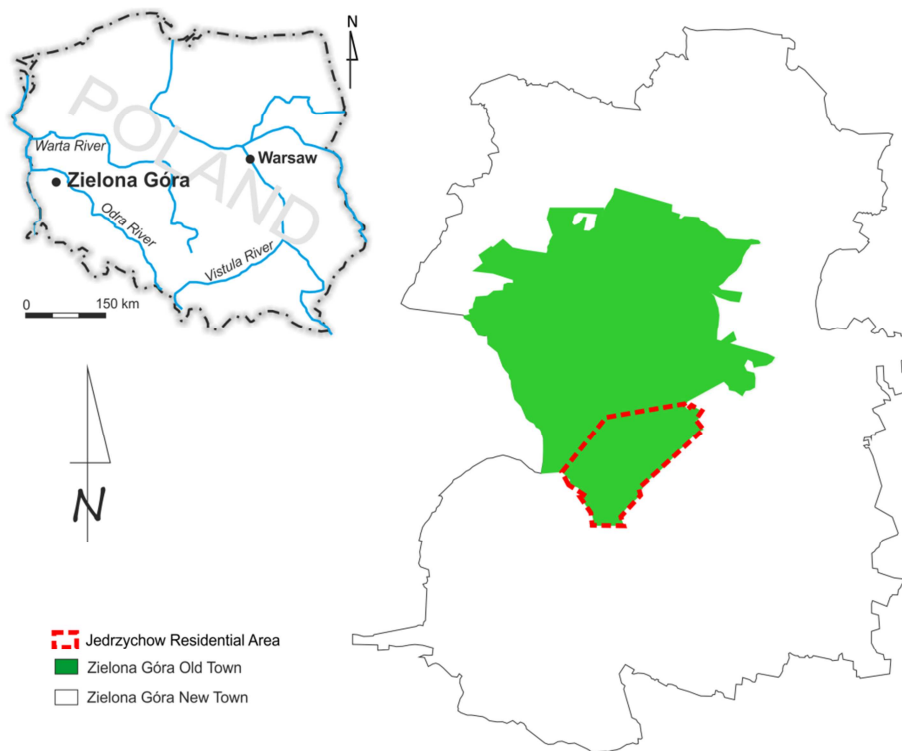 N
POLAND
Warta River
Warsaw
Zielona Góra
Odra River
Vistula River
0 150 km
N
Jedrzychow Residential Area
Zielona Góra Old Town
Zielona Góra New Town